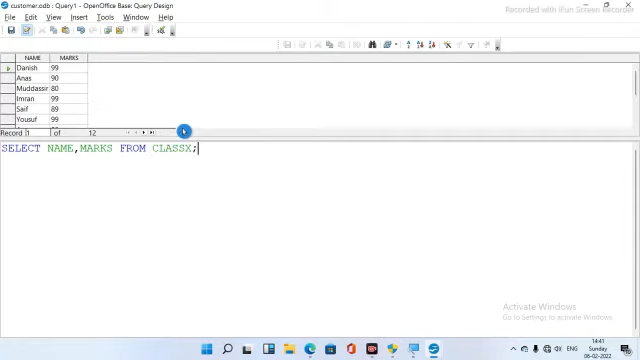 customer.odb : Query1 - OpenOffice Base: Query Design
Recorded with iFun Screen Recorder
File Edit View Insert Tools Window Help
NAME MARKS
Danish 99
Anas 90
Muddassir 80
Imran 99
Saif 89
Yousuf 99
Record 1 of 12
SELECT NAME,MARKS FROM CLASSX;
Activate Windows
Go to Settings to activate Windows.
ENG
14:41
Sunday
06-02-2022